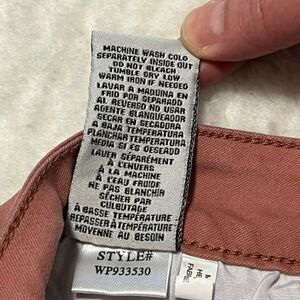 MACHINE WASH COLD
SEPARATELY INSIDE OUT
DO NOT BLEACH
TUMBLE DRY LOW
WARM IRON IF NEEDED
LAVAR A MAQUINA EN
FRIO POR SEPARADO
AL REVERSO NO USAR
AGENTE BLANQUEADOR
SECAR EN SECADORA
A BAJA TEMPERATURA
PLANCHAR TEMPERATURA
MEDIA SI ES DESEADO
LAVER SÉPARÉMENT
À L'ENVERS
À LA MACHINE
À L'EAU FROIDE
NE PAS BLANCHIR
SÉCHER PAR
CULBUTAGE
À BASSE TEMPÉRATURE
REPASSER À TEMPÉRATURE
MOYENNE AU BESOIN
STYLE#
WP933530